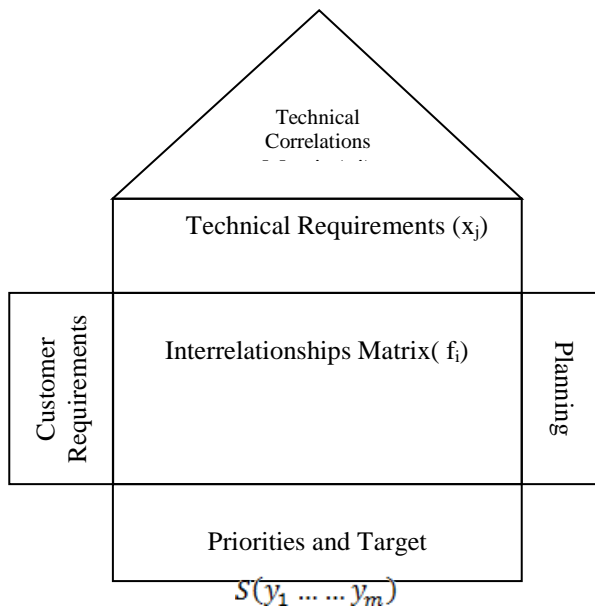 Technical
Correlations
Technical Requirements (xⱼ)
Customer
Requirements
Interrelationships Matrix( fᵢ)
Planning
Priorities and Target
S(y₁ … … yₘ)